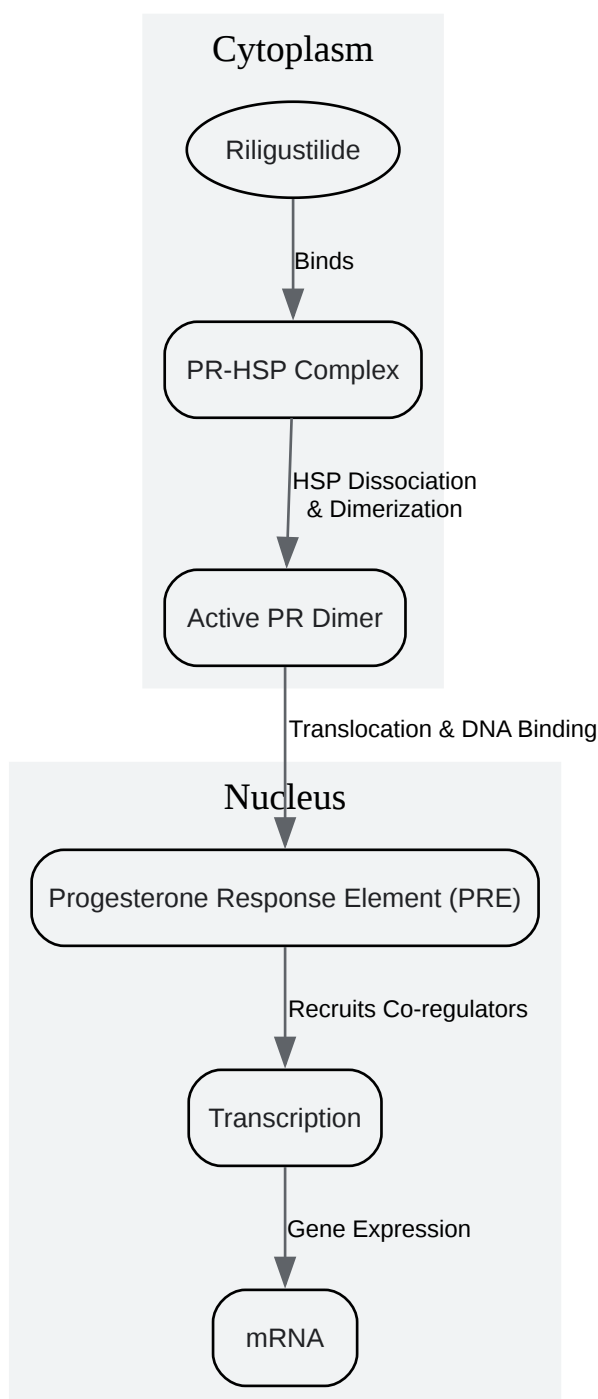 Cytoplasm
Riligustilide
Binds
PR-HSP Complex
HSP Dissociation
& Dimerization
Active PR Dimer
Translocation & DNA Binding
Nucleus
Progesterone Response Element (PRE)
Recruits Co-regulators
Transcription
Gene Expression
mRNA